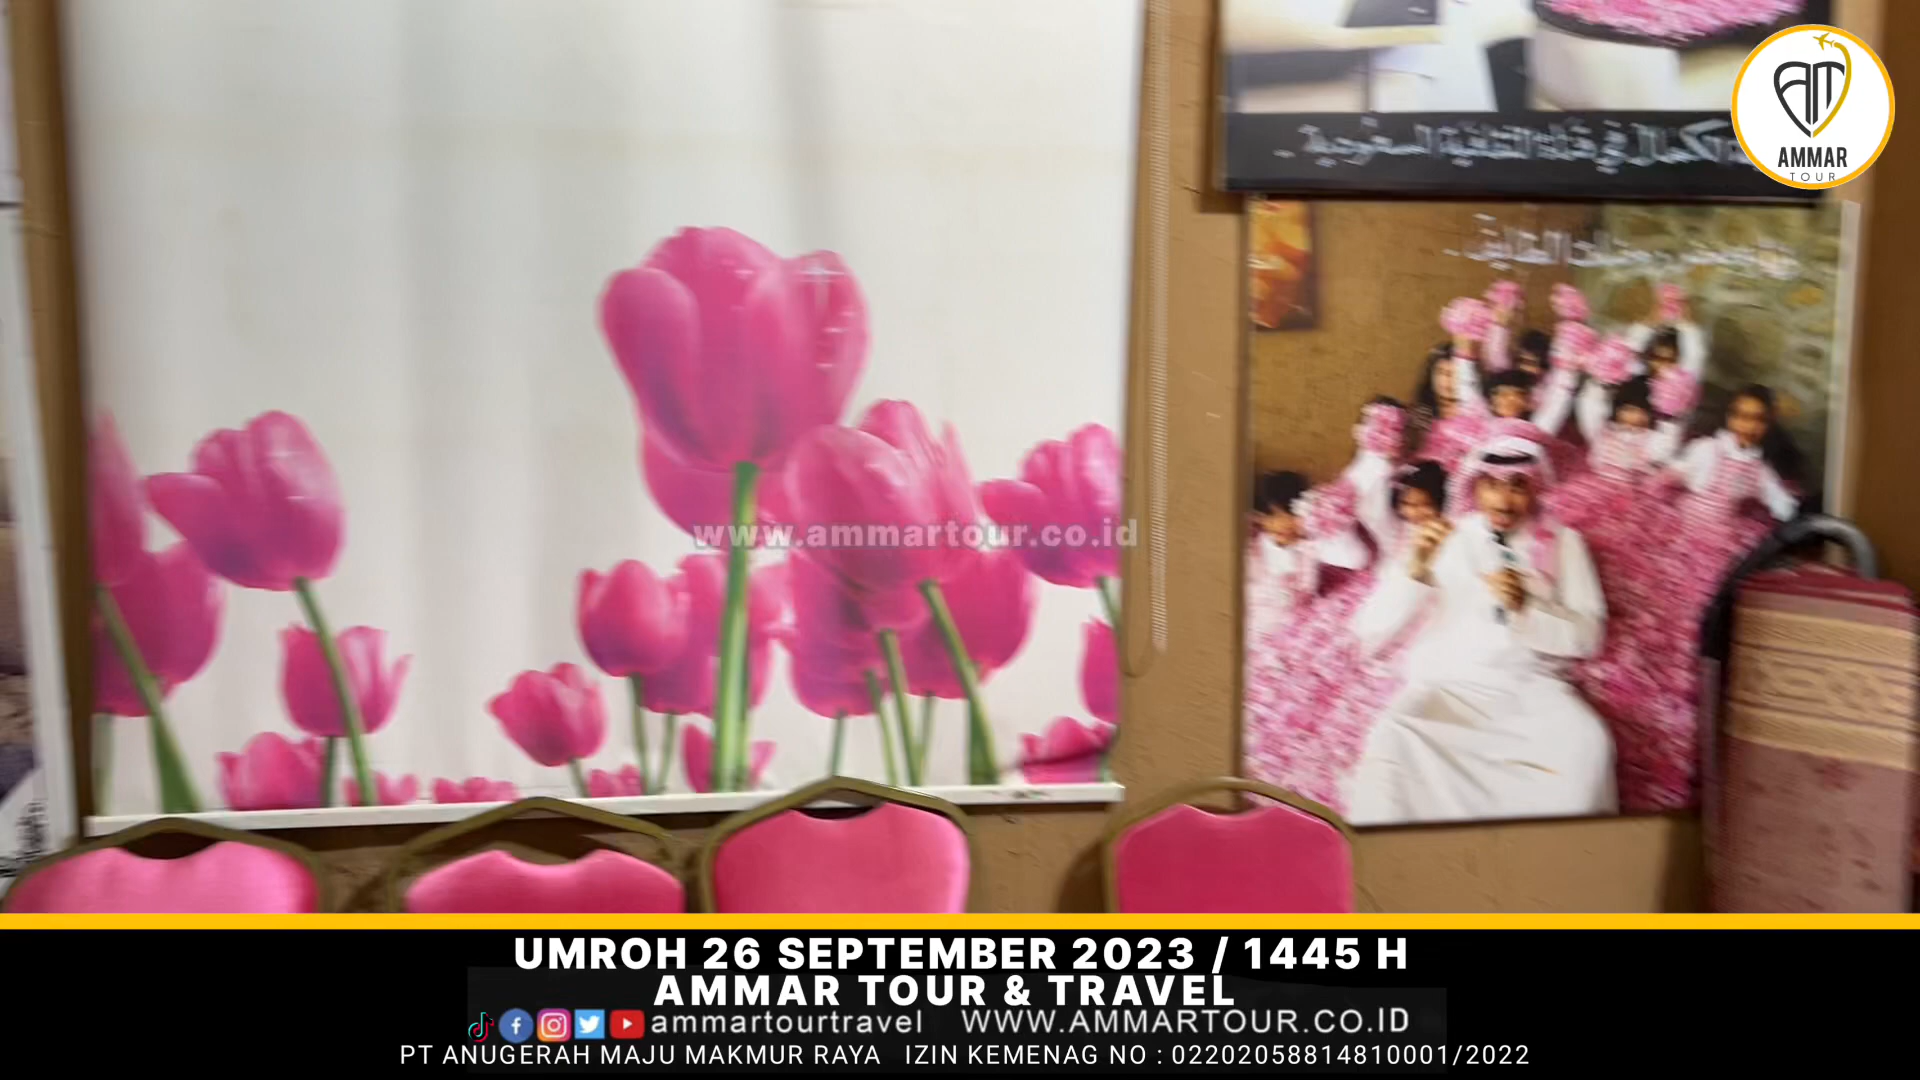 AMMAR
TOUR
www.ammartour.co.id
UMROH 26 SEPTEMBER 2023 / 1445 H
AMMAR TOUR & TRAVEL
ammartourtravel WWW.AMMARTOUR.CO.ID
PT ANUGERAH MAJU MAKMUR RAYA IZIN KEMENAG NO : 02202058814810001/2022